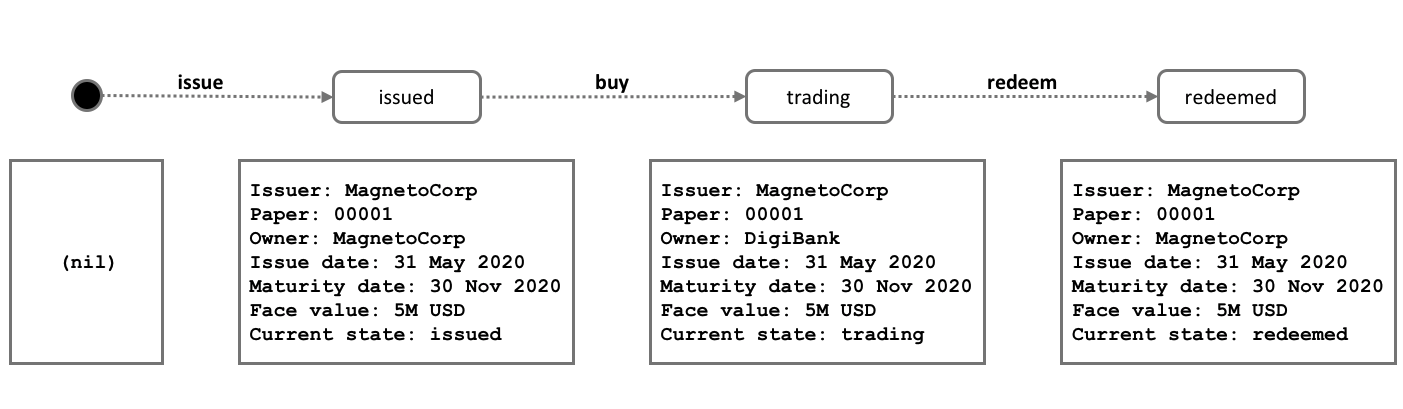 issue
buy
redeem
issued
trading
redeemed
(nil)
Issuer: MagnetoCorp
Paper: 00001
Owner: MagnetoCorp
Issue date: 31 May 2020
Maturity date: 30 Nov 2020
Face value: 5M USD
Current state: issued
Issuer: MagnetoCorp
Paper: 00001
Owner: DigiBank
Issue date: 31 May 2020
Maturity date: 30 Nov 2020
Face value: 5M USD
Current state: trading
Issuer: MagnetoCorp
Paper: 00001
Owner: MagnetoCorp
Issue date: 31 May 2020
Maturity date: 30 Nov 2020
Face value: 5M USD
Current state: redeemed